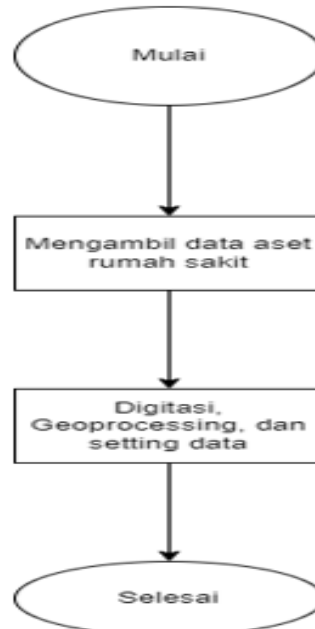 Mulai
Mengambil data aset
rumah sakit
Digitasi,
Geoprocessing, dan
setting data
Selesai